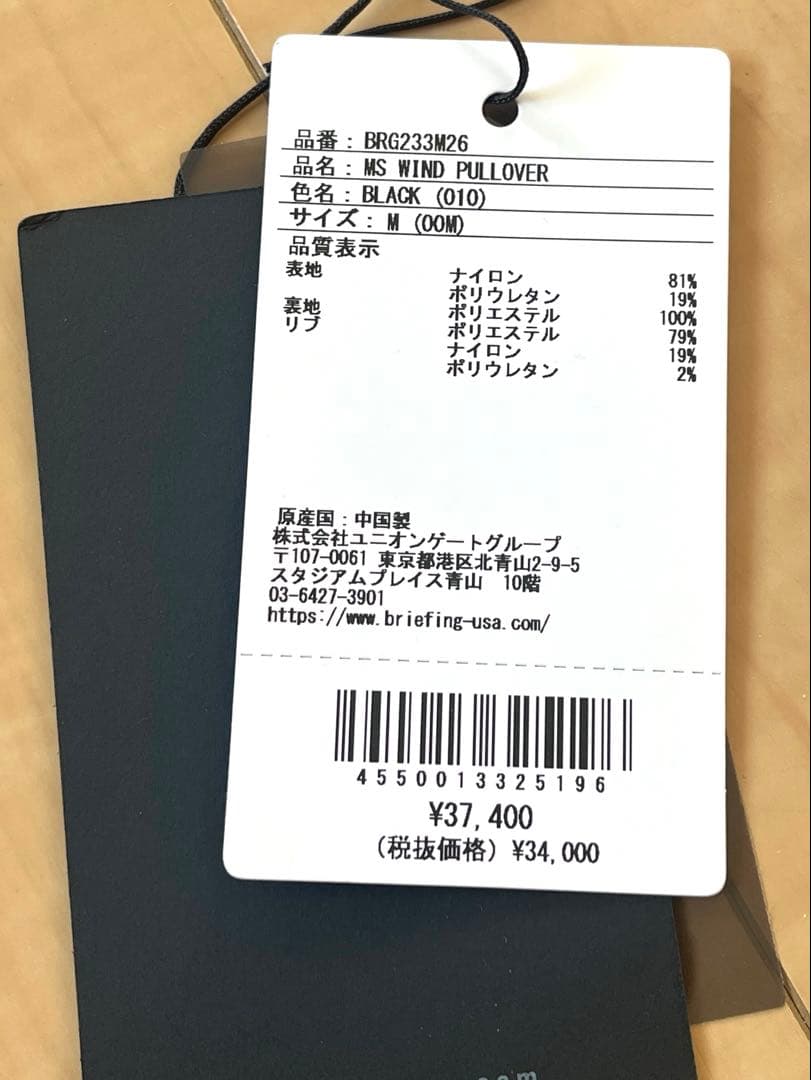 品番：BRG233M26
品名：MS WIND PULLOVER
色名：BLACK (010)
サイズ：M (00M)
品質表示
表地 ナイロン 81%
ポリウレタン 19%
裏地 ポリエステル 100%
リブ ポリエステル 79%
ナイロン 19%
ポリウレタン 2%
原産国：中国製
株式会社ユニオンゲートグループ
〒107-0061 東京都港区北青山2-9-5
スタジアムプレイス青山 10階
03-6427-3901
https://www.briefing-usa.com/
4550013325196
¥37,400
(税抜価格) ¥34,000